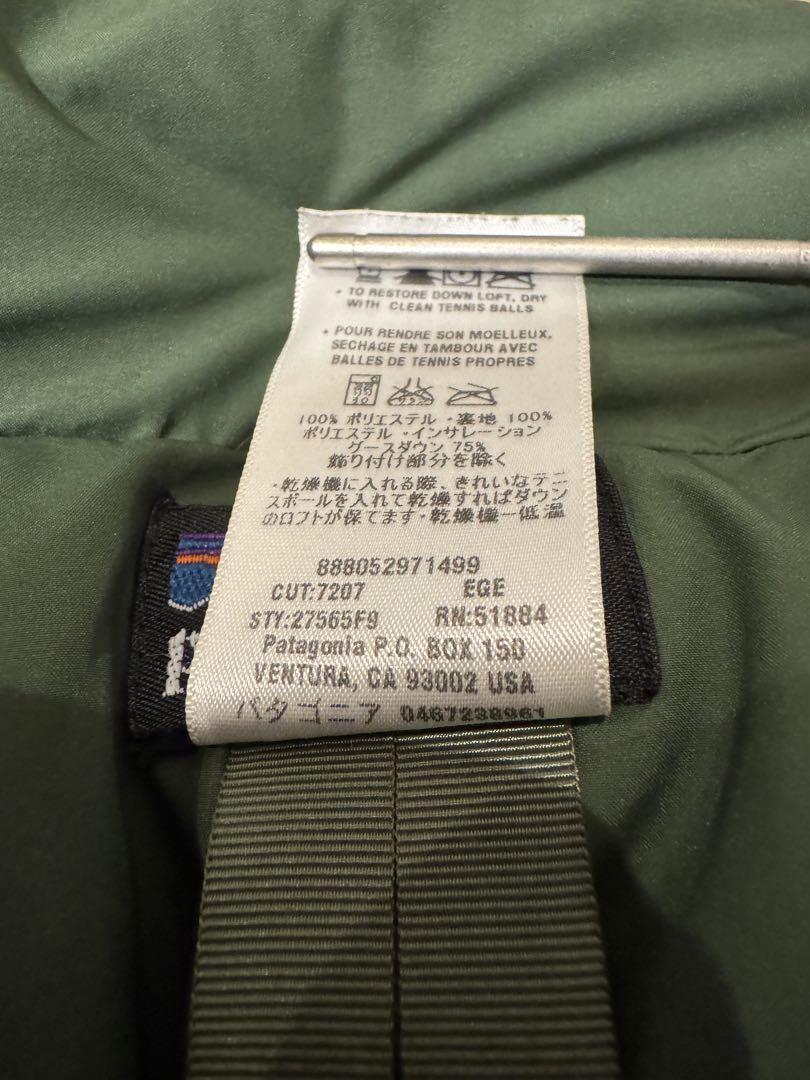 • TO RESTORE DOWN LOFT, DRY
WITH CLEAN TENNIS BALLS
• POUR RENDRE SON MOELLEUX,
SECHAGE EN TAMBOUR AVEC
BALLES DE TENNIS PROPRES
100% ポリエステル・裏地 100%
ポリエステル・インサレーション
グースダウン 75%
飾り付け部分を除く
・乾燥機に入れる際、きれいなテニ
スボールを入れて乾燥すればダウン
のロフトが保てます・乾燥機ー低温
888052971499
CUT:7207 EGE
STY:27565F9 RN:51884
Patagonia P.O. BOX 150
VENTURA, CA 93002 USA
パタゴニア 0467238961